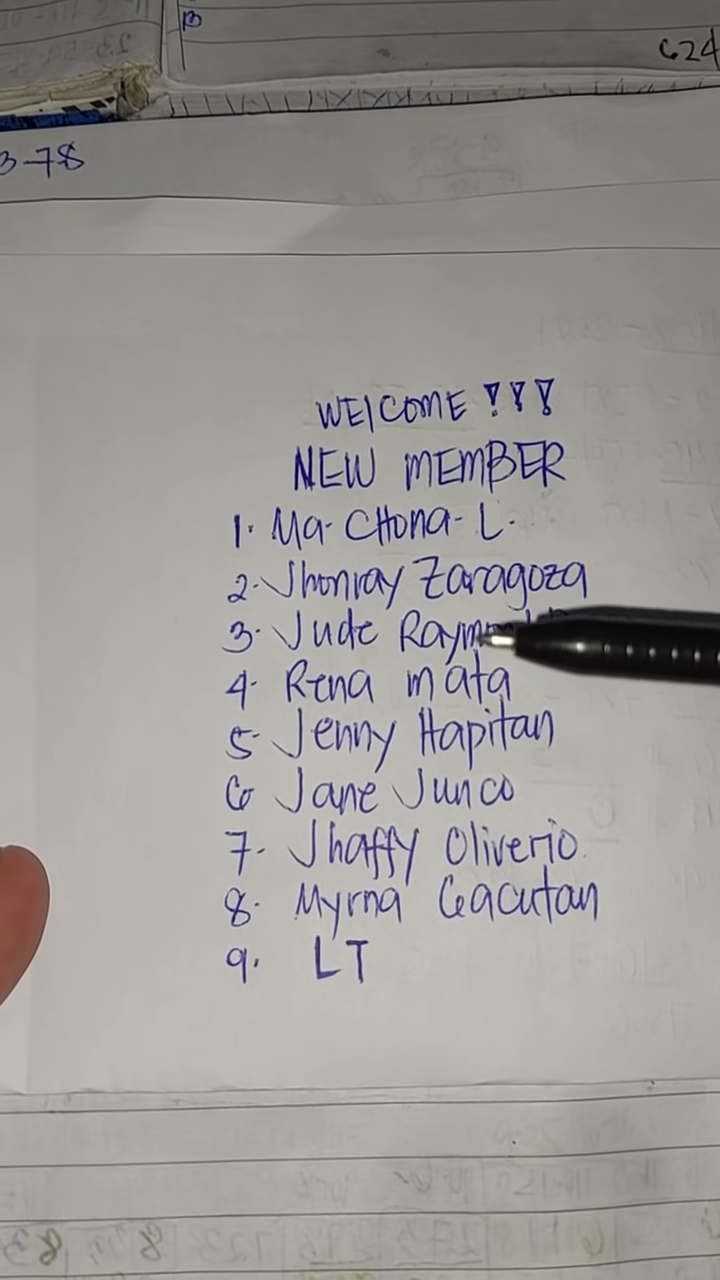 B
624
3-78
WElCOME !!!
NEW MEMBER
1. Ma- CHona- L.
2. Jhonray Zaragoza
3. Jude
4. Rena mata
5. Jenny Hapitan
6 Jane Junco
7. Jhaffy Oliverio
8. Myrna Gacutan
9. LT